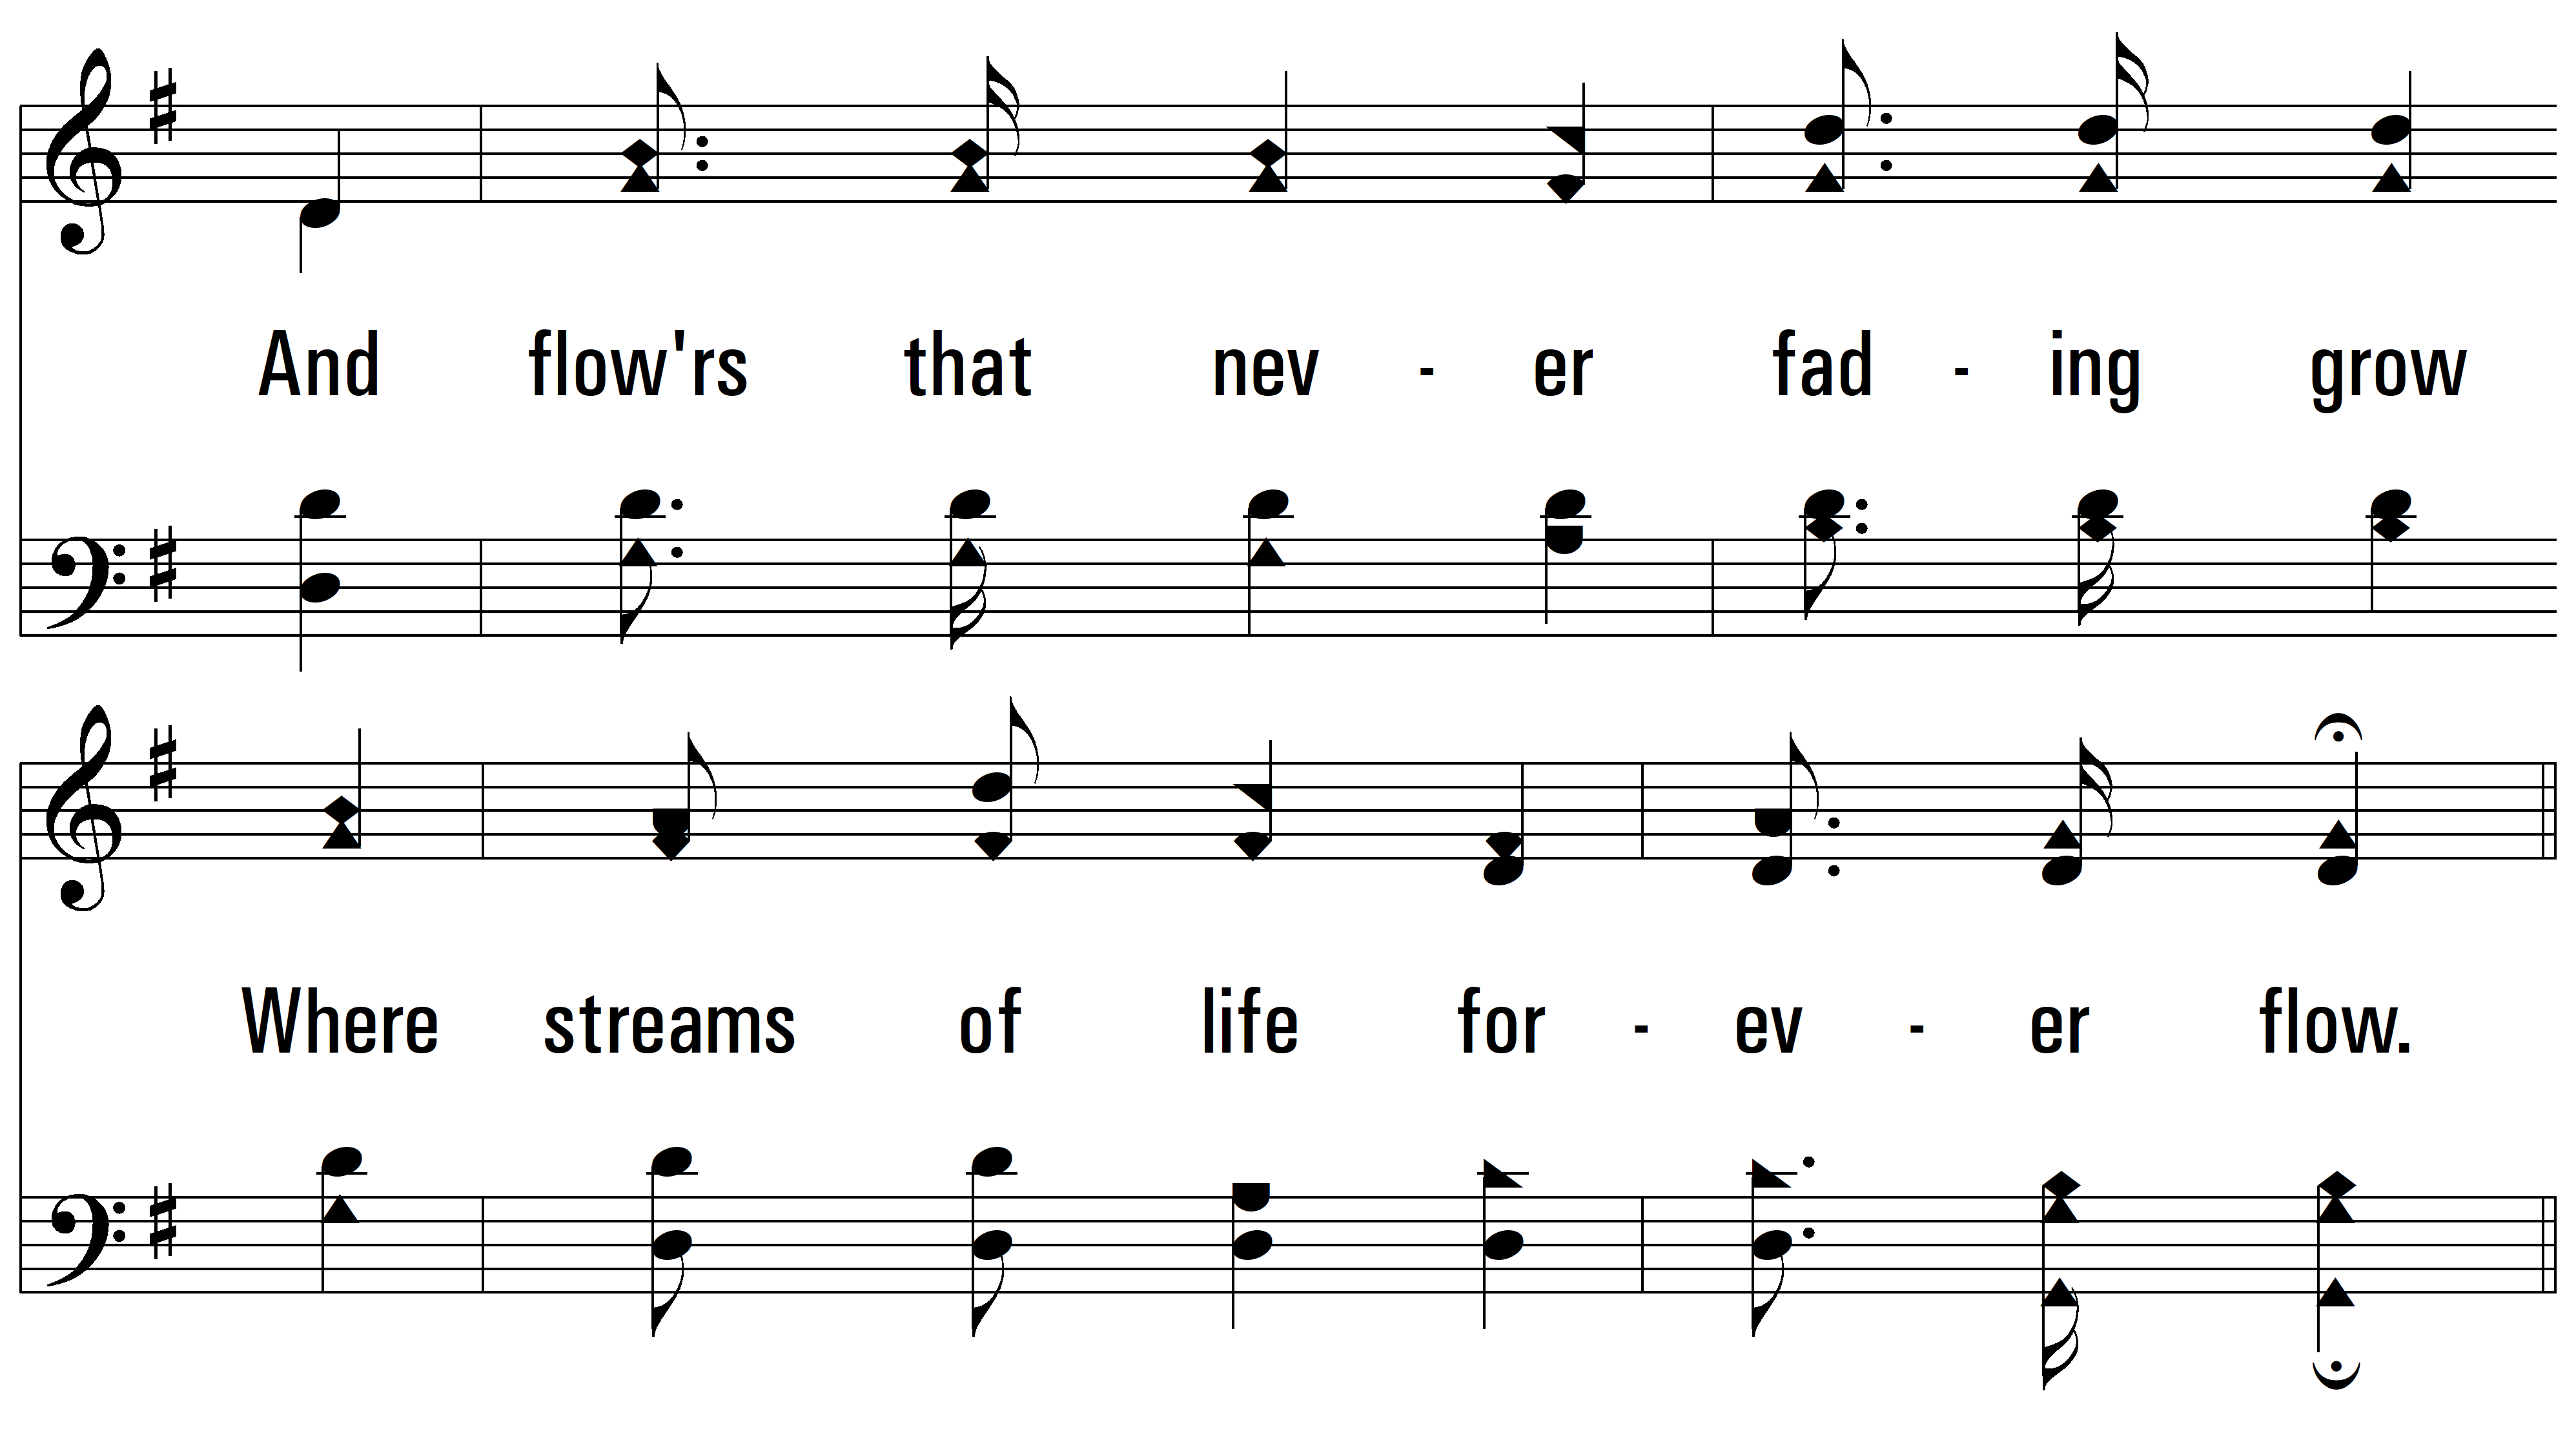 And flow'rs that nev - er fad - ing grow
Where streams of life for - ev - er flow.